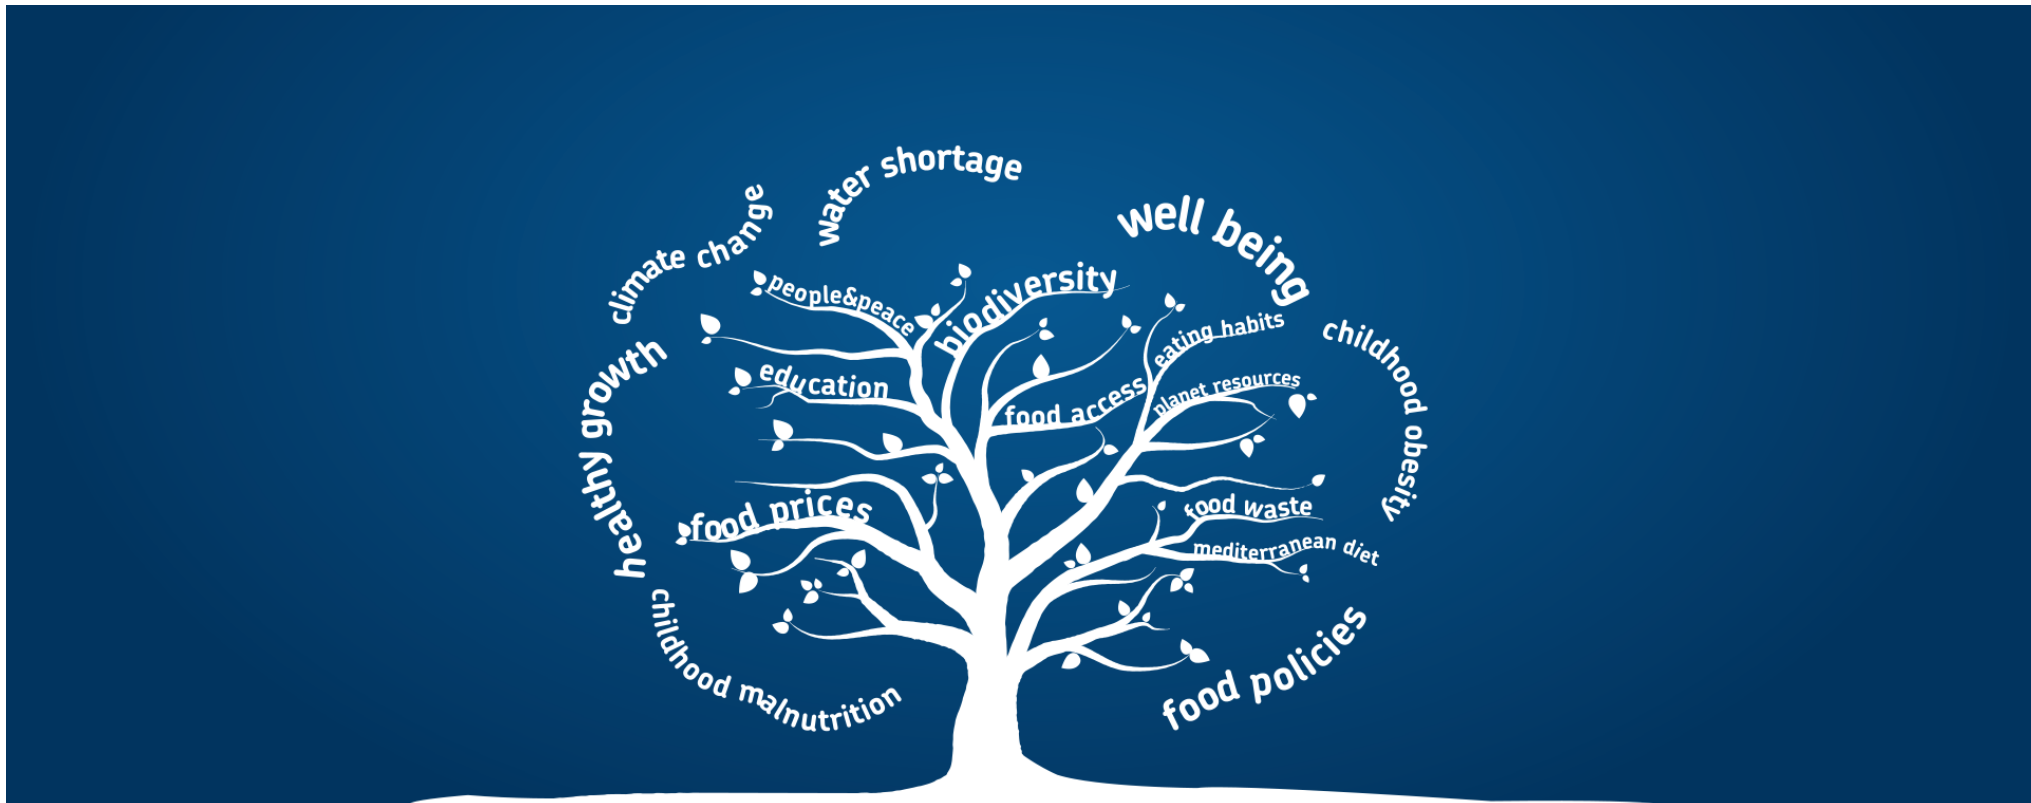 water shortage
climate change
well being
people&peace
biodiversity
eating habits
childhood obesity
healthy growth
education
food access
planet resources
food prices
food waste
mediterranean diet
childhood malnutrition
food policies